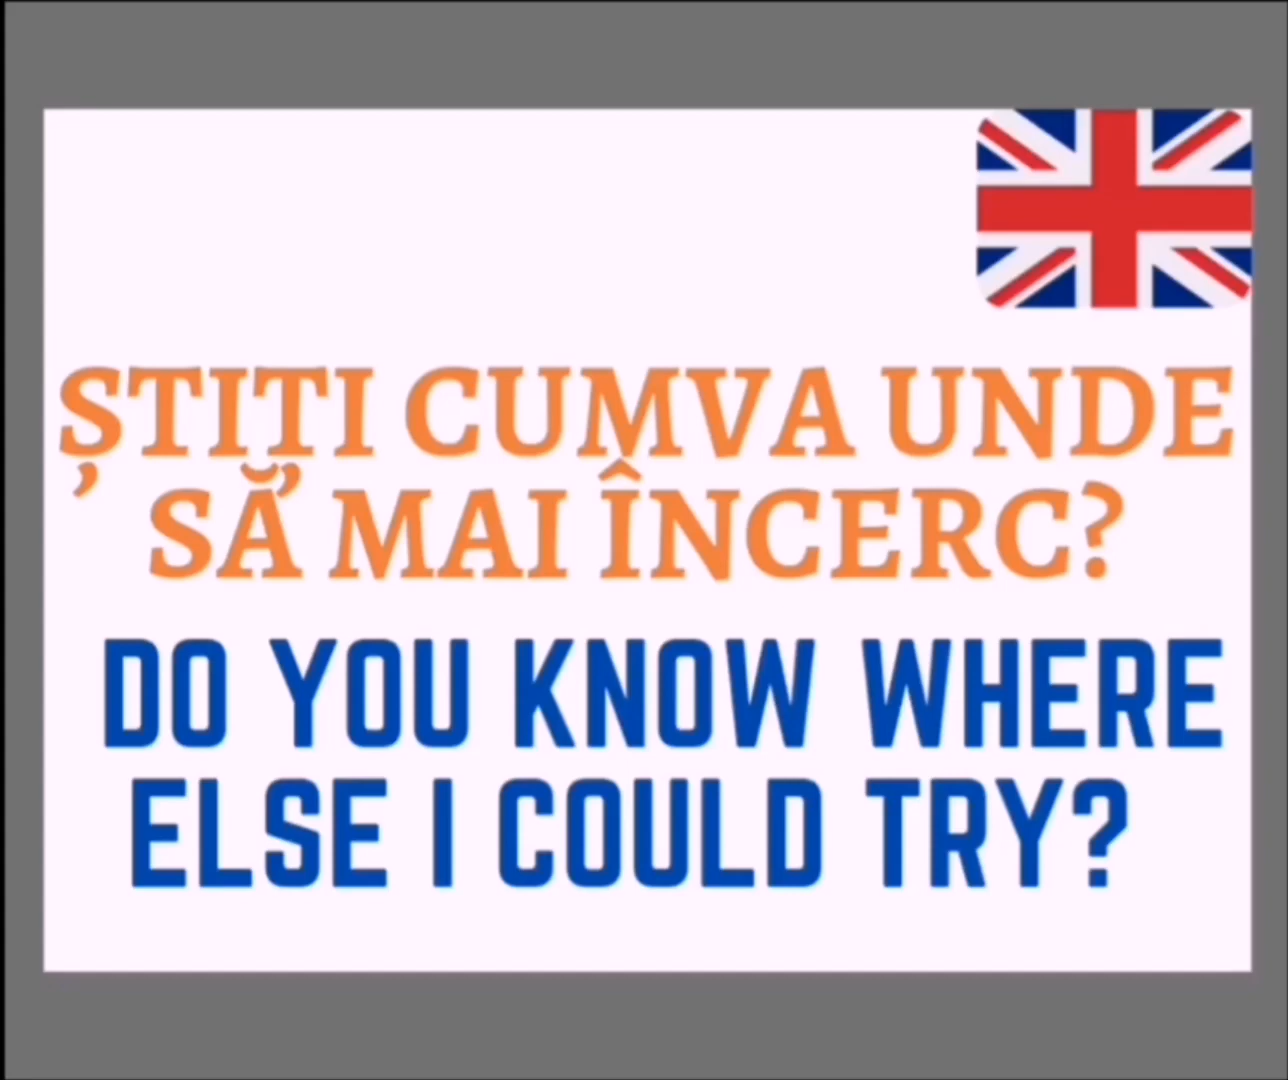 ȘTIȚI CUMVA UNDE
SĂ MAI ÎNCERC?
DO YOU KNOW WHERE
ELSE I COULD TRY?